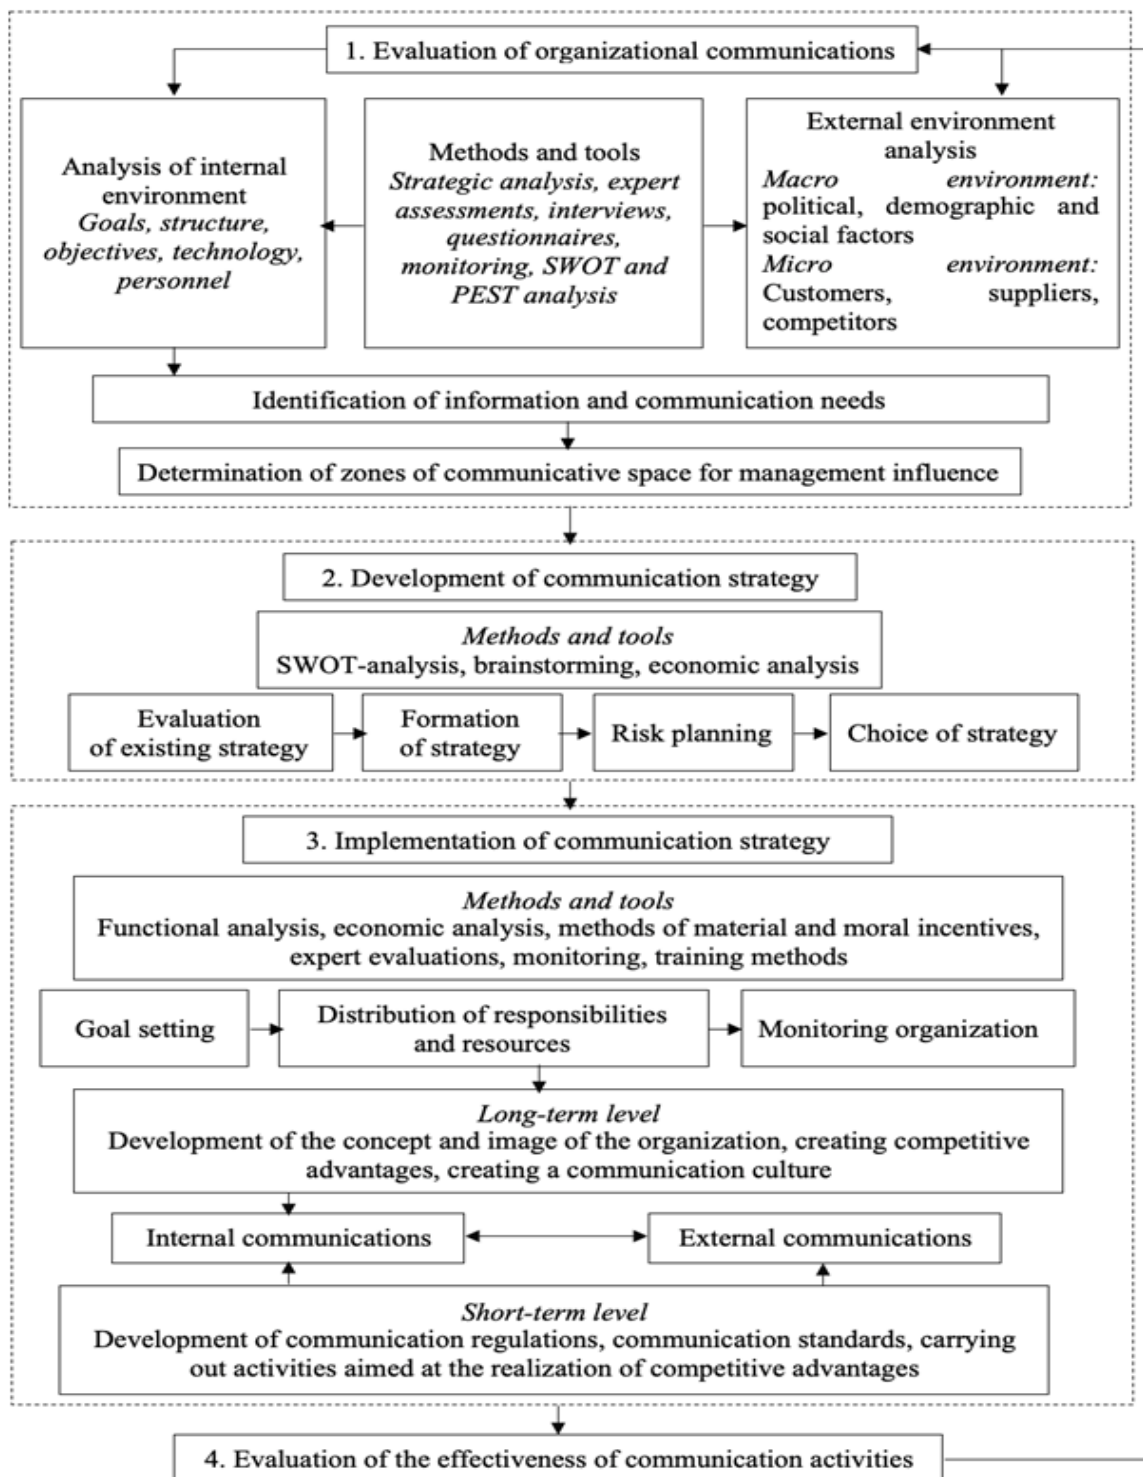 1. Evaluation of organizational communications
Analysis of internal
environment
Goals, structure,
objectives, technology,
personnel
Methods and tools
Strategic analysis, expert
assessments, interviews,
questionnaires,
monitoring, SWOT and
PEST analysis
External environment
analysis
Macro environment:
political, demographic and
social factors
Micro environment:
Customers, suppliers,
competitors
Identification of information and communication needs
Determination of zones of communicative space for management influence
2. Development of communication strategy
Methods and tools
SWOT-analysis, brainstorming, economic analysis
Evaluation
of existing strategy
Formation
of strategy
Risk planning
Choice of strategy
3. Implementation of communication strategy
Methods and tools
Functional analysis, economic analysis, methods of material and moral incentives,
expert evaluations, monitoring, training methods
Goal setting
Distribution of responsibilities
and resources
Monitoring organization
Long-term level
Development of the concept and image of the organization, creating competitive
advantages, creating a communication culture
Internal communications
External communications
Short-term level
Development of communication regulations, communication standards, carrying
out activities aimed at the realization of competitive advantages
4. Evaluation of the effectiveness of communication activities